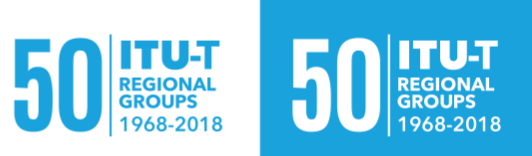 50
ITU-T
REGIONAL
GROUPS
1968-2018
50
ITU-T
REGIONAL
GROUPS
1968-2018